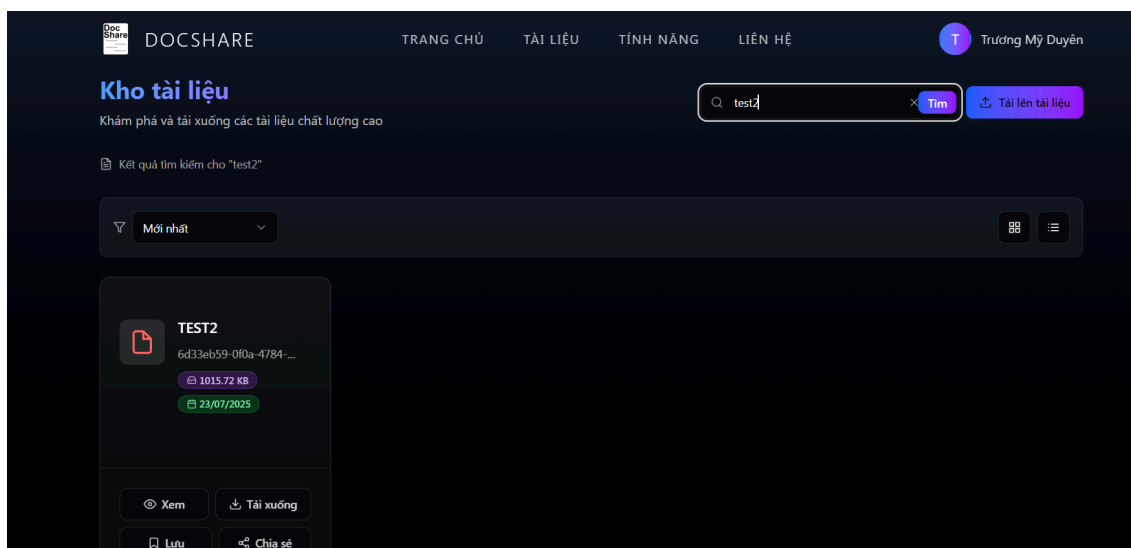 Doc
Share
DOCSHARE
TRANG CHỦ
TÀI LIỆU
TÍNH NĂNG
LIÊN HỆ
T
Trương Mỹ Duyên
Kho tài liệu
Khám phá và tải xuống các tài liệu chất lượng cao
test2
Tìm
Tải lên tài liệu
Kết quả tìm kiếm cho "test2"
Mới nhất
TEST2
6d33eb59-0f0a-4784-...
1015.72 KB
23/07/2025
Xem
Tải xuống
Lưu
Chia sẻ